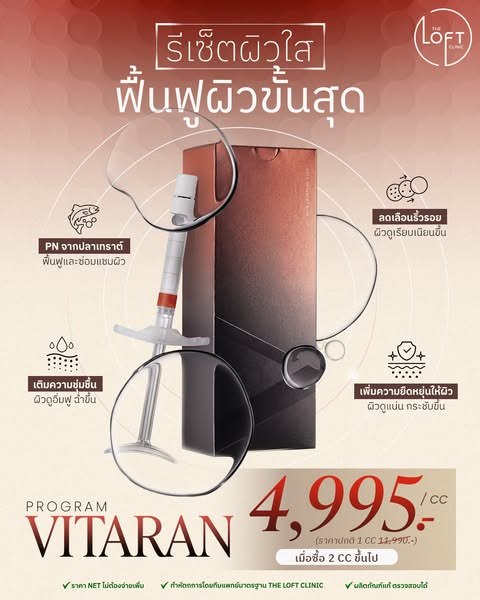 THE
LOFT
CLINIC
รีเซ็ตผิวใส
ฟื้นฟูผิวขั้นสุด
PN จากปลาเทราต์
ฟื้นฟูและซ่อมแซมผิว
ลดเลือนริ้วรอย
ผิวดูเรียบเนียนขึ้น
เติมความชุ่มชื้น
ผิวดูอิ่มฟู ฉ่ำขึ้น
เพิ่มความยืดหยุ่นให้ผิว
ผิวดูแน่น กระชับขึ้น
PROGRAM
VITARAN
4,995.-
/CC
(ราคาปกติ 1 CC 11,990.-)
เมื่อซื้อ 2 CC ขึ้นไป
ราคา NET ไม่ต้องจ่ายเพิ่ม
ทำหัตถการโดยทีมแพทย์มาตรฐาน THE LOFT CLINIC
ผลิตภัณฑ์แท้ ตรวจสอบได้